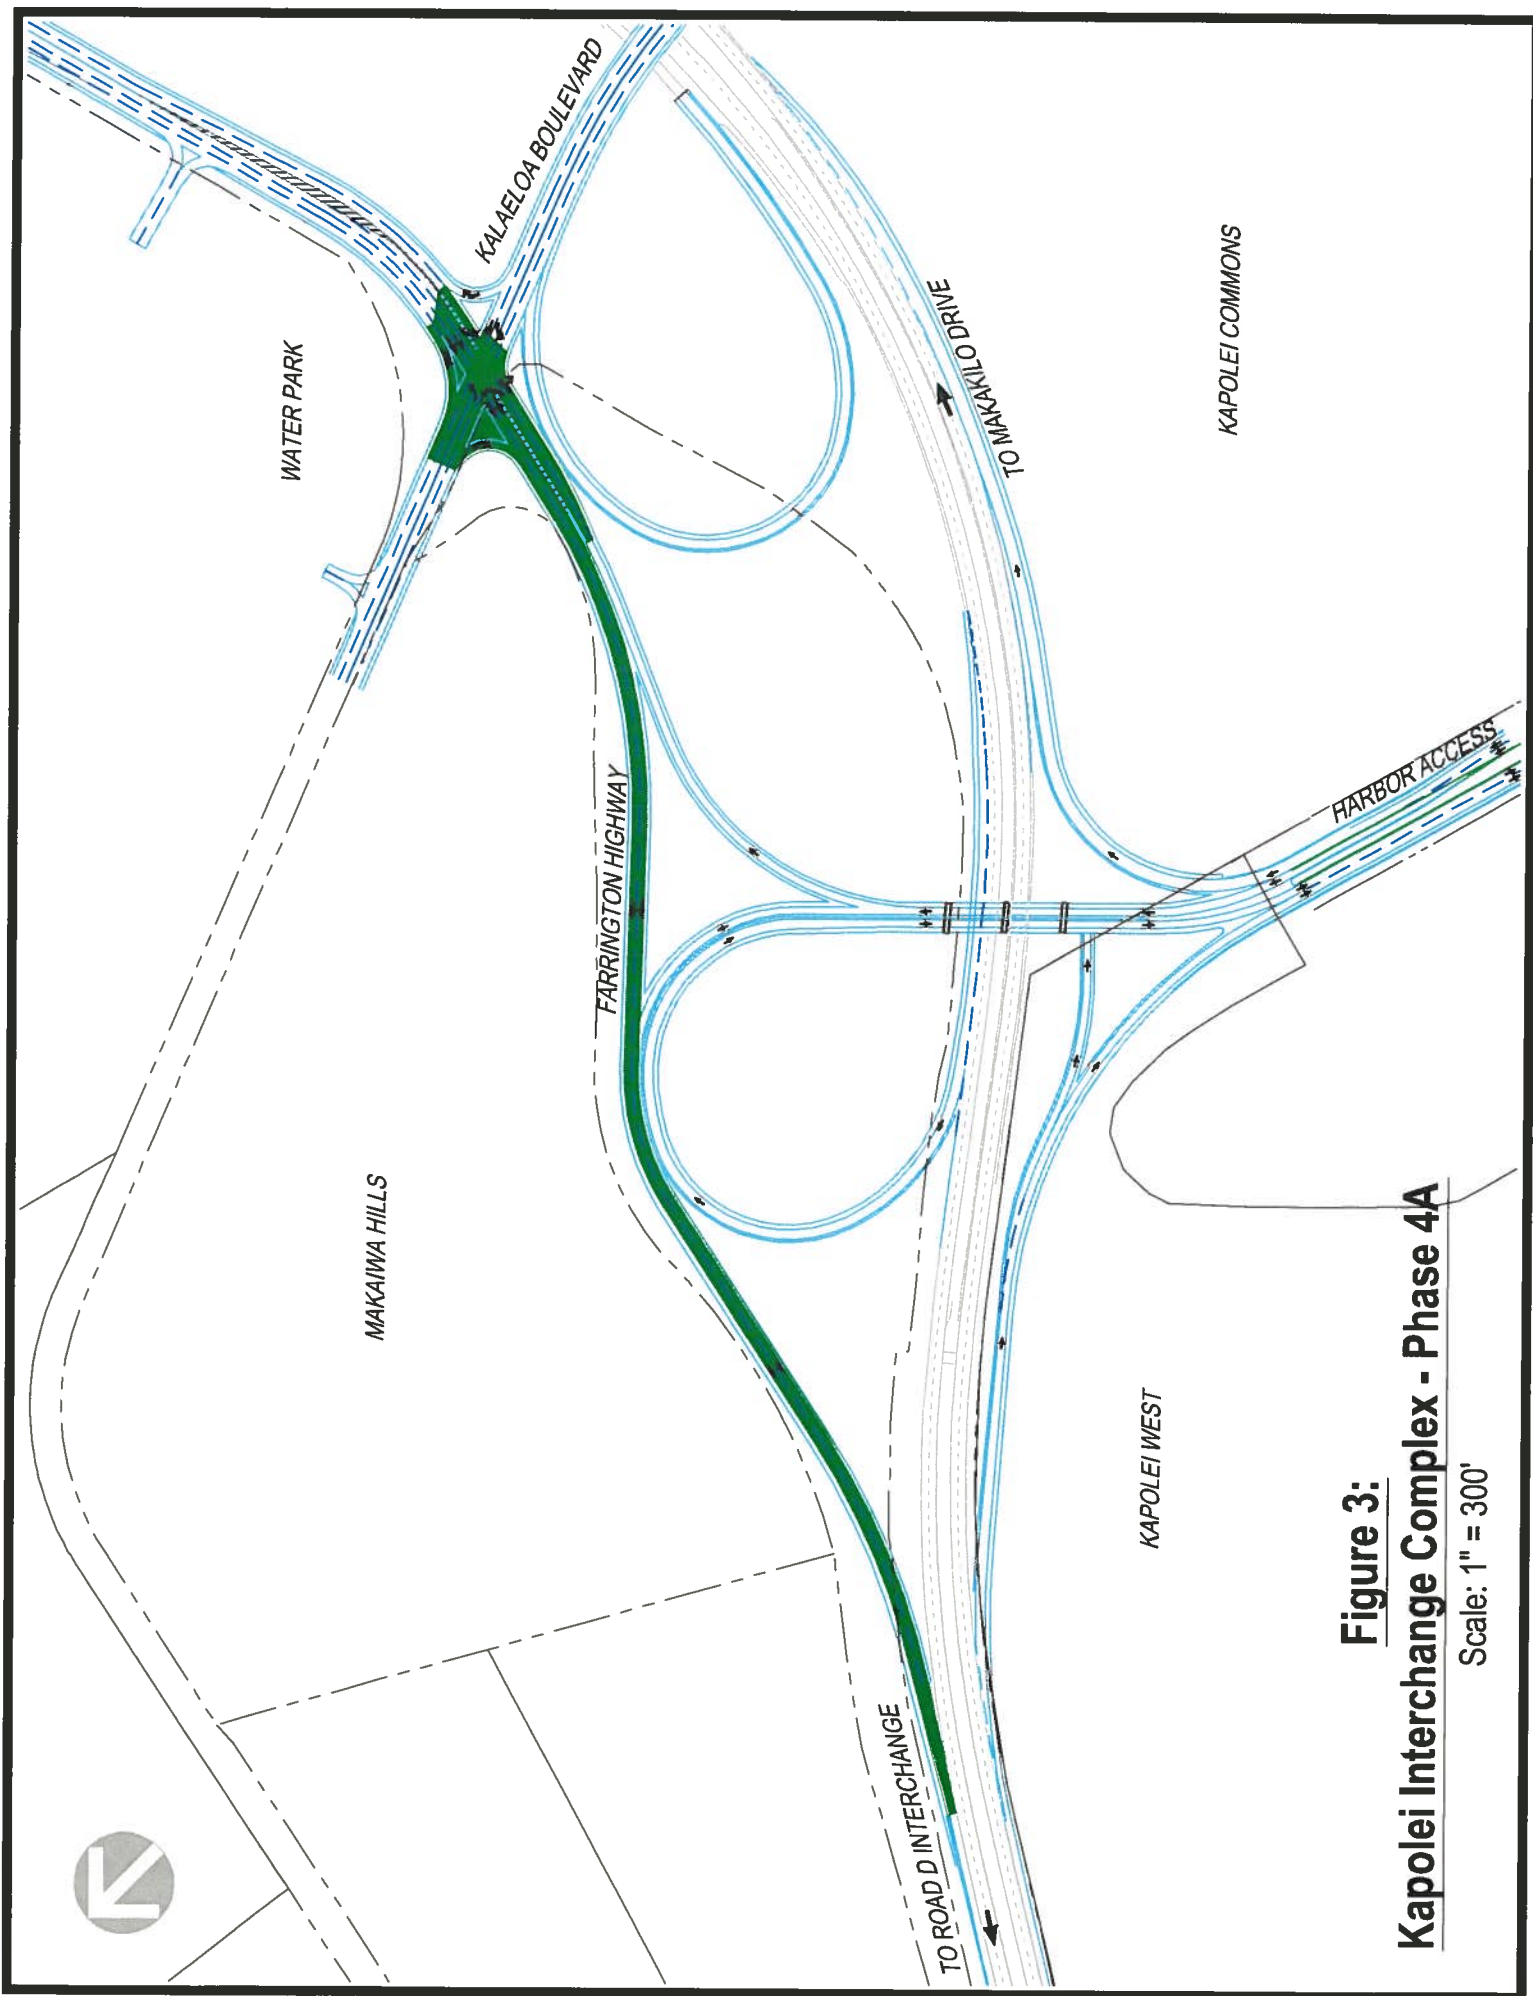 KALAELOA BOULEVARD
WATER PARK
TO MAKAKILO DRIVE
KAPOLEI COMMONS
FARRINGTON HIGHWAY
HARBOR ACCESS
MAKAIWA HILLS
KAPOLEI WEST
TO ROAD D INTERCHANGE
Figure 3:
Kapolei Interchange Complex - Phase 4A
Scale: 1" = 300'